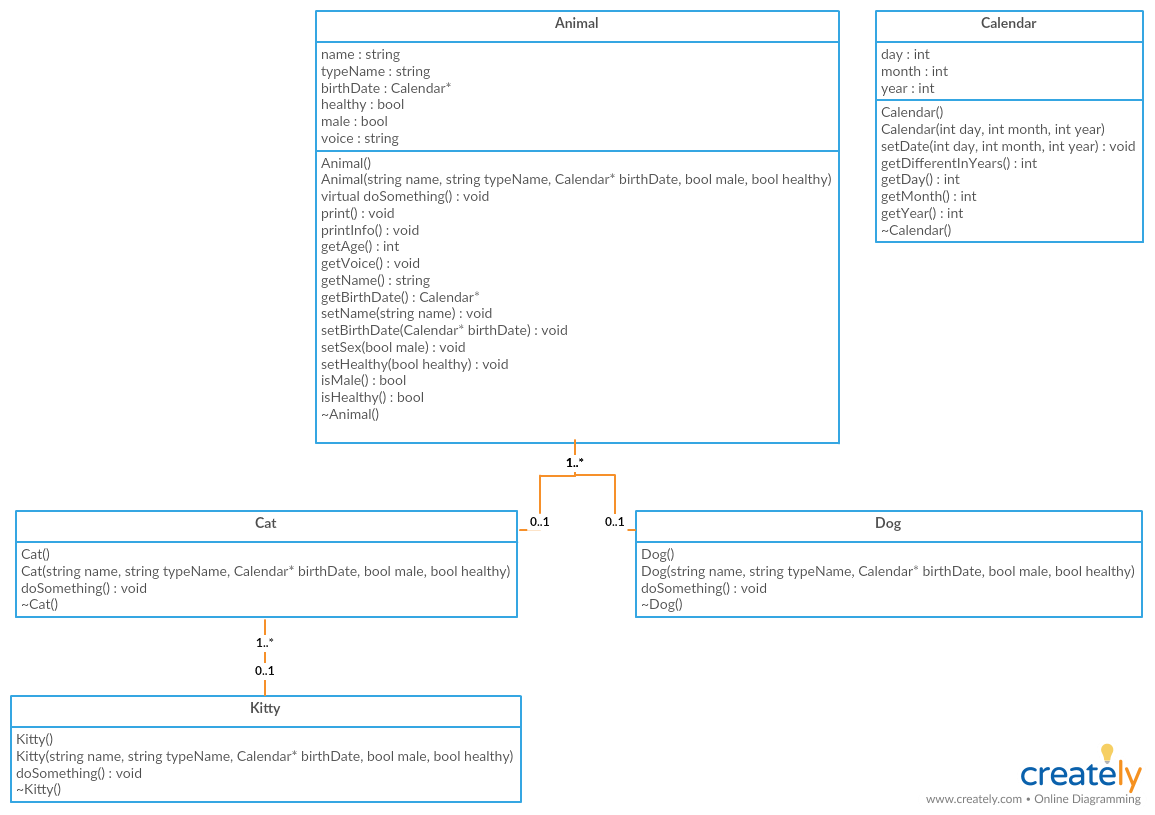 Animal
name : string
typeName : string
birthDate : Calendar*
healthy : bool
male : bool
voice : string
Animal()
Animal(string name, string typeName, Calendar* birthDate, bool male, bool healthy)
virtual doSomething() : void
print() : void
printInfo() : void
getAge() : int
getVoice() : void
getName() : string
getBirthDate() : Calendar*
setName(string name) : void
setBirthDate(Calendar* birthDate) : void
setSex(bool male) : void
setHealthy(bool healthy) : void
isMale() : bool
isHealthy() : bool
~Animal()
Calendar
day : int
month : int
year : int
Calendar()
Calendar(int day, int month, int year)
setDate(int day, int month, int year) : void
getDifferentInYears() : int
getDay() : int
getMonth() : int
getYear() : int
~Calendar()
1..*
0..1
0..1
Cat
Cat()
Cat(string name, string typeName, Calendar* birthDate, bool male, bool healthy)
doSomething() : void
~Cat()
Dog
Dog()
Dog(string name, string typeName, Calendar* birthDate, bool male, bool healthy)
doSomething() : void
~Dog()
1..*
0..1
Kitty
Kitty()
Kitty(string name, string typeName, Calendar* birthDate, bool male, bool healthy)
doSomething() : void
~Kitty()
creately
www.creately.com • Online Diagramming